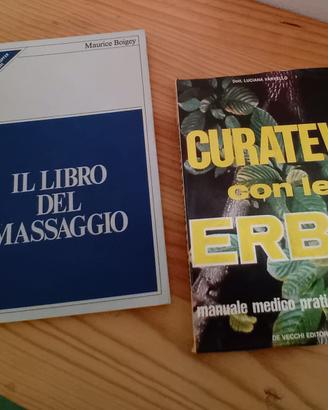 Maurice Boigey
IL LIBRO
DEL
MASSAGGIO
Dott. LUCIANA VARVELLO
CURATEV
con le
ERB
manuale medico prati
DE VECCHI EDITOR